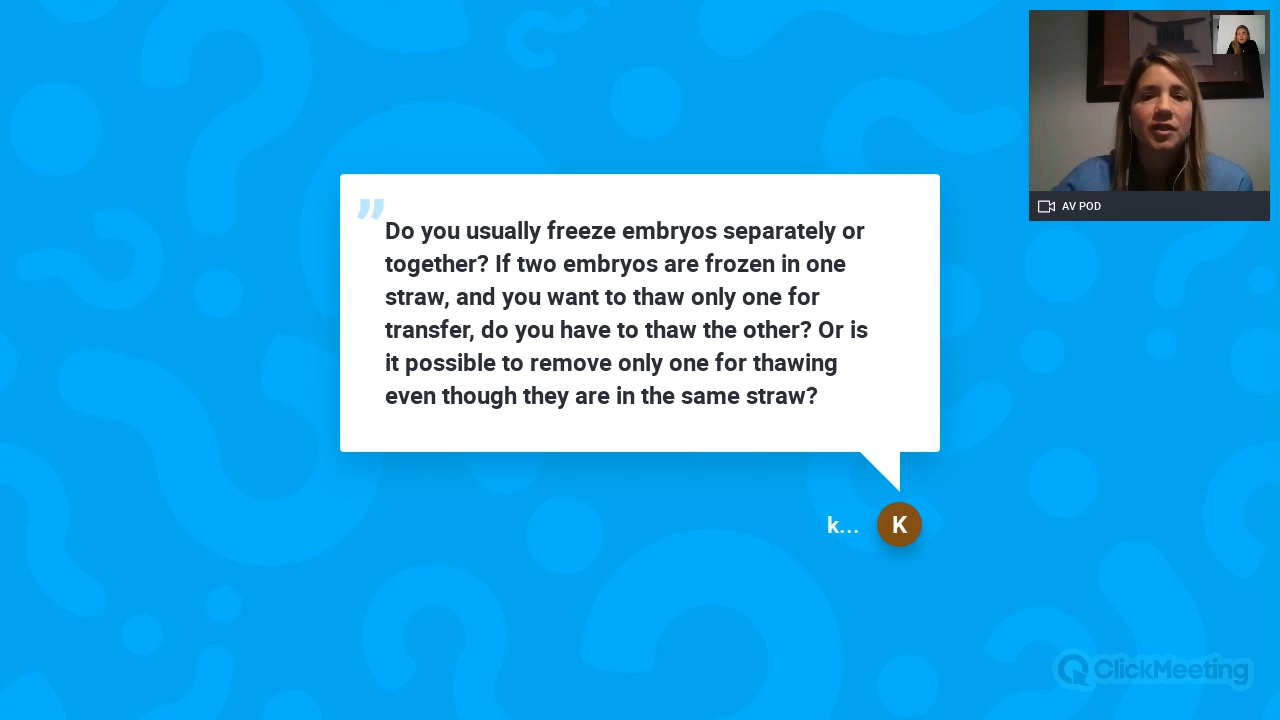 AV POD
”
Do you usually freeze embryos separately or
together? If two embryos are frozen in one
straw, and you want to thaw only one for
transfer, do you have to thaw the other? Or is
it possible to remove only one for thawing
even though they are in the same straw?
k...
K
ClickMeeting